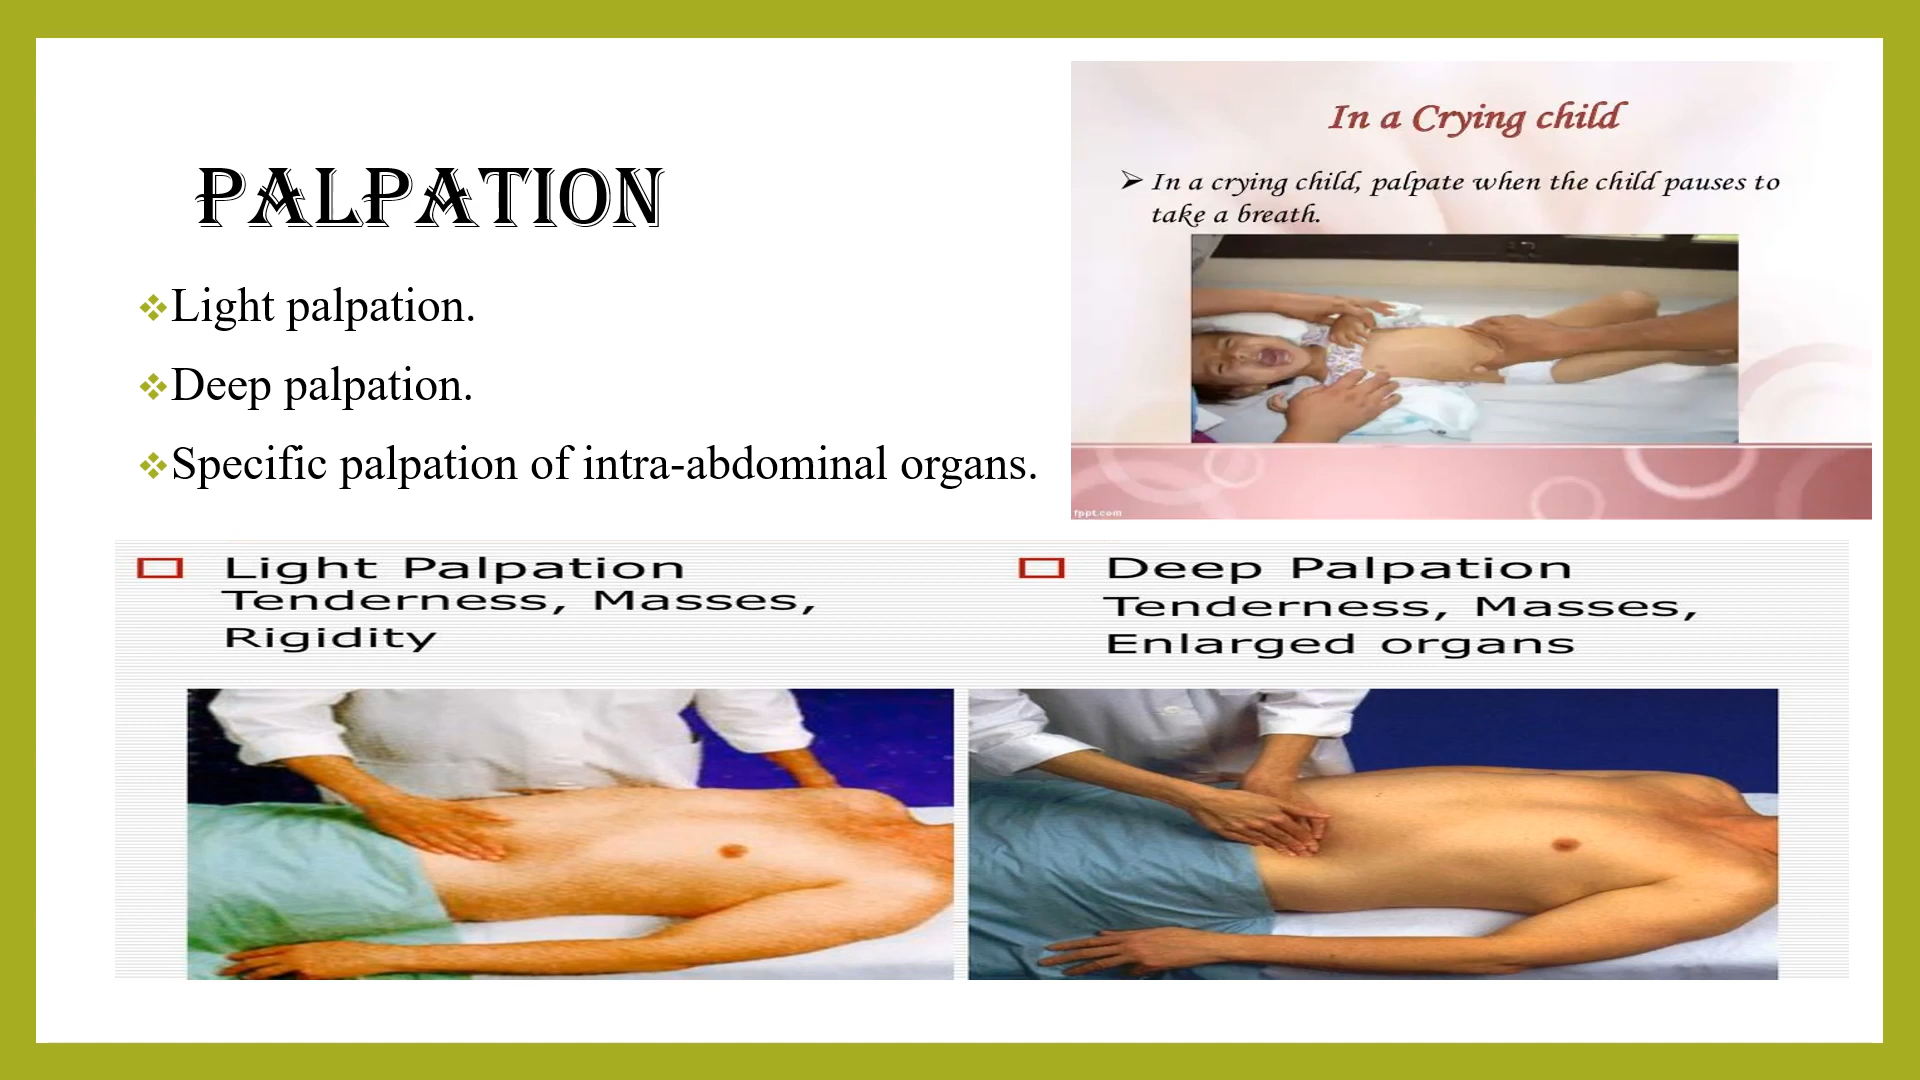 PALPATION
❖Light palpation.
❖Deep palpation.
❖Specific palpation of intra-abdominal organs.
In a Crying child
➢ In a crying child, palpate when the child pauses to
take a breath.
fppt.com
Light Palpation
Tenderness, Masses,
Rigidity
Deep Palpation
Tenderness, Masses,
Enlarged organs